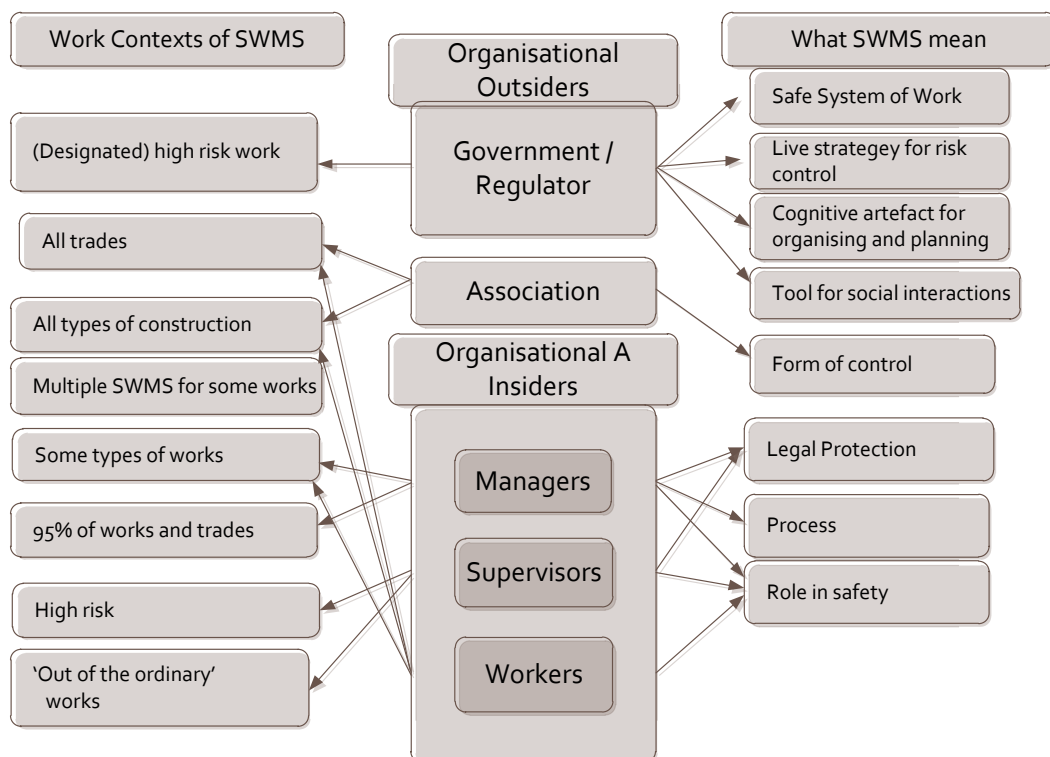 Work Contexts of SWMS
(Designated) high risk work
All trades
All types of construction
Multiple SWMS for some works
Some types of works
95% of works and trades
High risk
‘Out of the ordinary’
works
Organisational
Outsiders
Government /
Regulator
Association
Organisational A
Insiders
Managers
Supervisors
Workers
What SWMS mean
Safe System of Work
Live strategey for risk
control
Cognitive artefact for
organising and planning
Tool for social interactions
Form of control
Legal Protection
Process
Role in safety